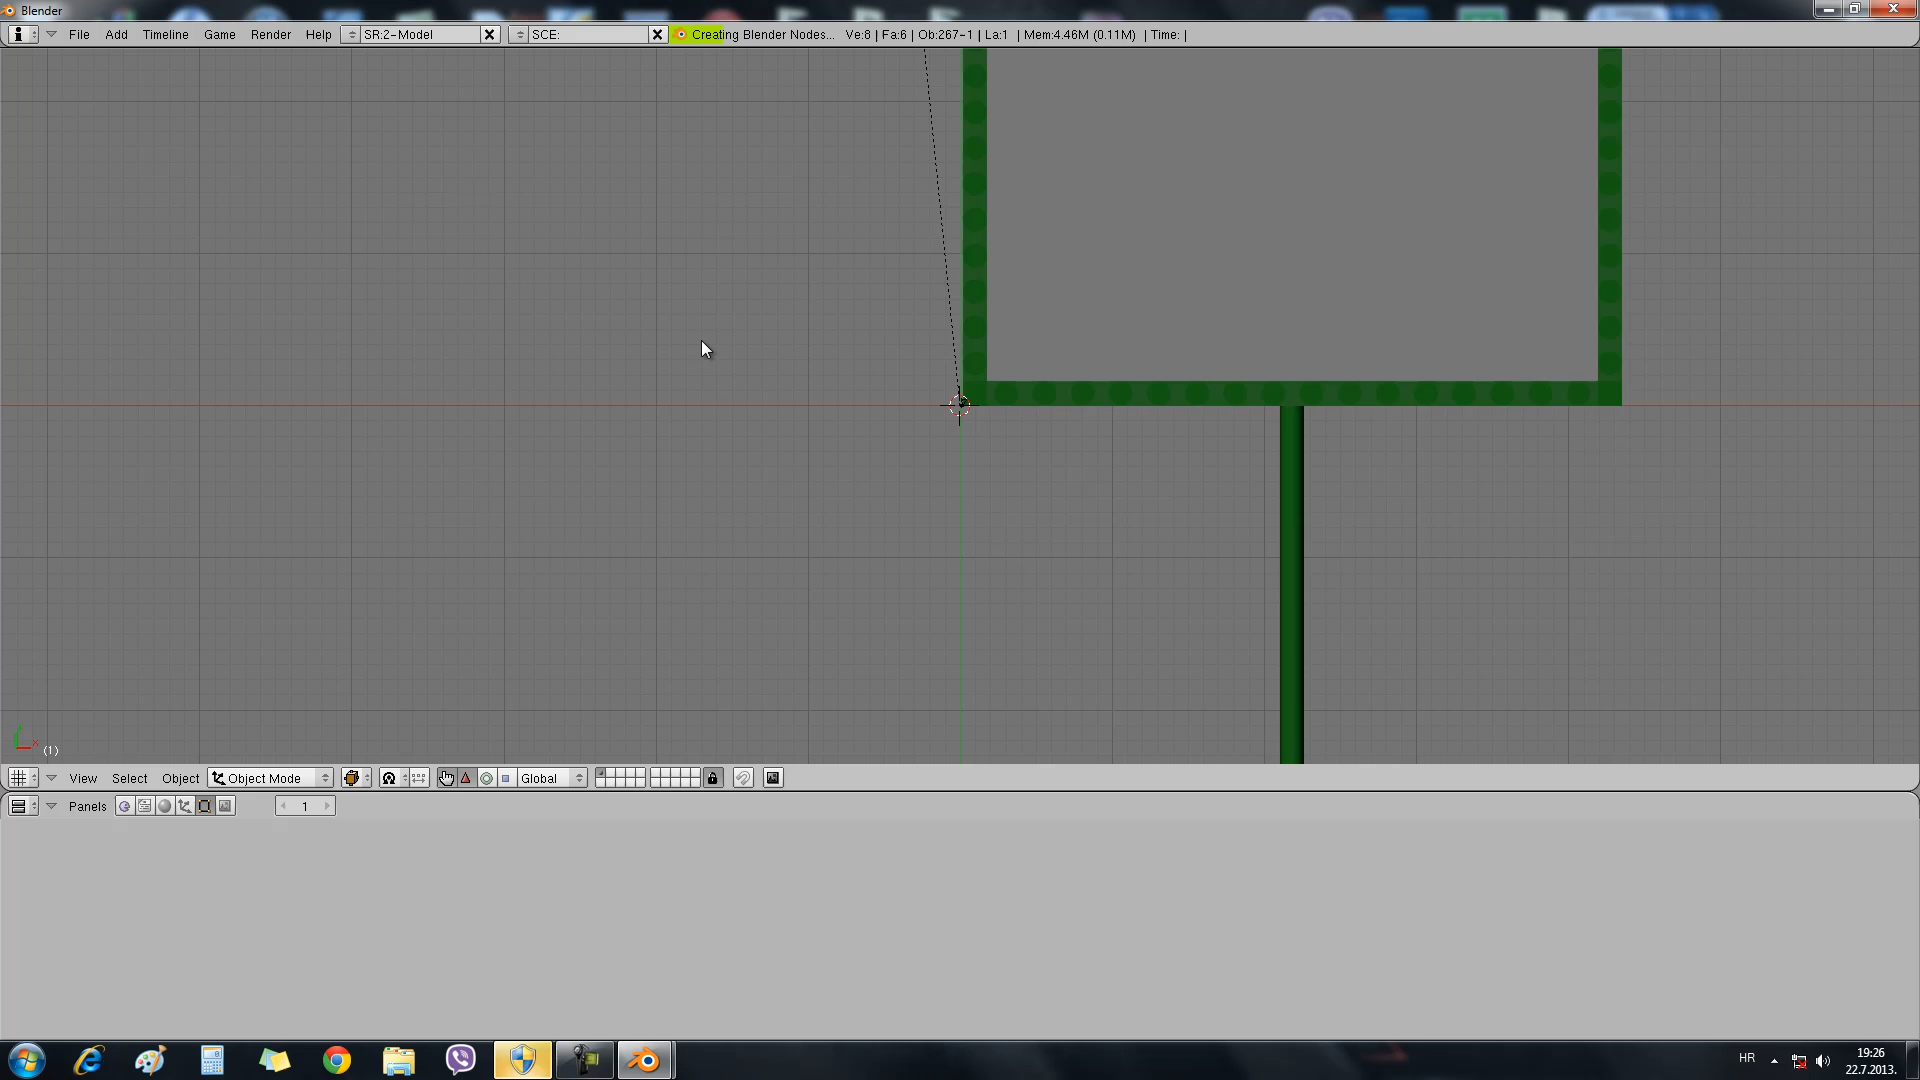 Blender
File Add Timeline Game Render Help SR:2-Model SCE: Creating Blender Nodes... Ve:8 | Fa:6 | Ob:267-1 | La:1 | Mem:4.46M (0.11M) | Time: |
(1)
View Select Object Object Mode Global
Panels 1
HR 19:26
22.7.2013.